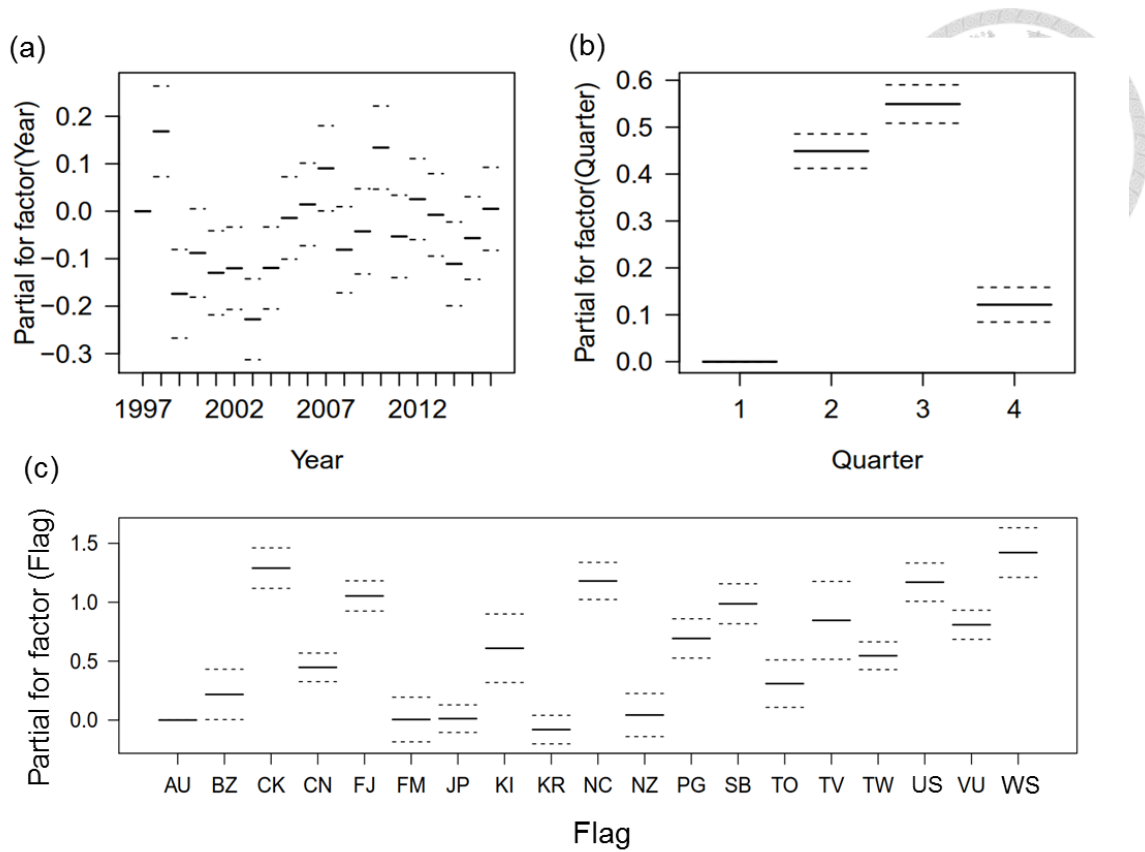 (a)
Partial for factor(Year)
0.2
0.1
0.0
−0.1
−0.2
−0.3
1997 2002 2007 2012
Year
(b)
Partial for factor(Quarter)
0.6
0.5
0.4
0.3
0.2
0.1
0.0
1 2 3 4
Quarter
(c)
Partial for factor (Flag)
1.5
1.0
0.5
0.0
AU BZ CK CN FJ FM JP KI KR NC NZ PG SB TO TV TW US VU WS
Flag